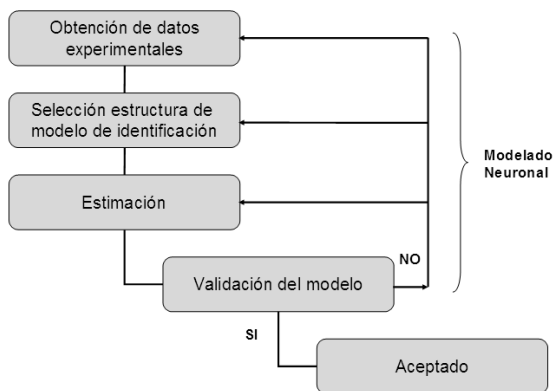 Obtención de datos
experimentales
Selección estructura de
modelo de identificación
Modelado
Neuronal
Estimación
NO
Validación del modelo
SI
Aceptado